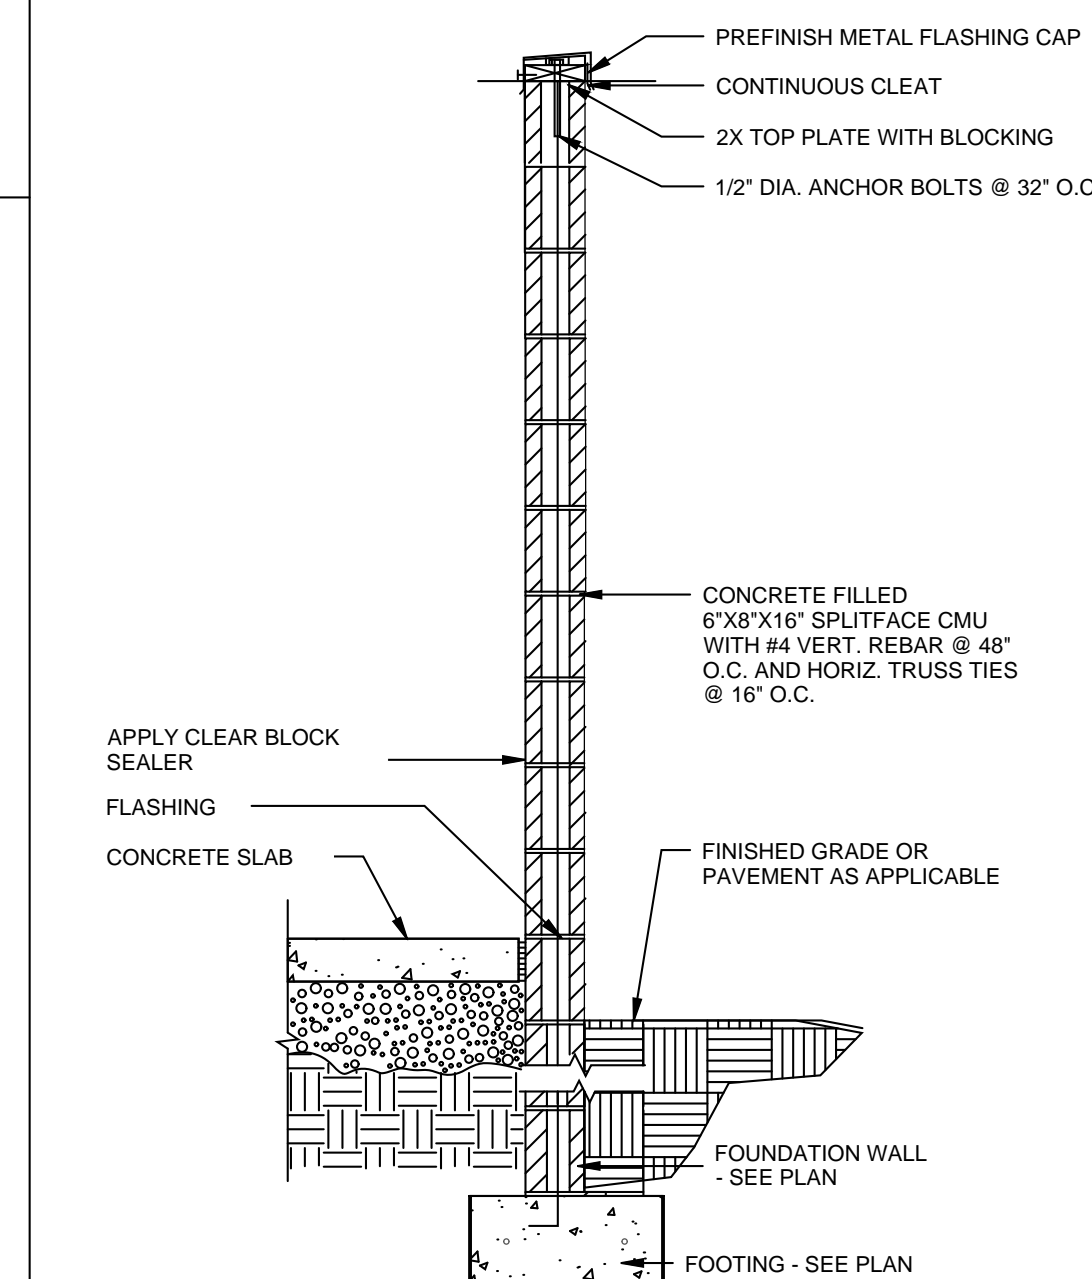 PREFINISH METAL FLASHING CAP
CONTINUOUS CLEAT
2X TOP PLATE WITH BLOCKING
1/2" DIA. ANCHOR BOLTS @ 32" O.C
CONCRETE FILLED
6"X8"X16" SPLITFACE CMU
WITH #4 VERT. REBAR @ 48"
O.C. AND HORIZ. TRUSS TIES
@ 16" O.C.
APPLY CLEAR BLOCK
SEALER
FLASHING
CONCRETE SLAB
FINISHED GRADE OR
PAVEMENT AS APPLICABLE
FOUNDATION WALL
- SEE PLAN
FOOTING - SEE PLAN